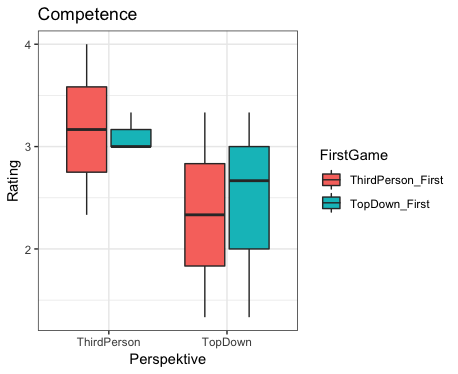 Competence
4
3
2
Rating
ThirdPerson
TopDown
Perspektive
FirstGame
ThirdPerson_First
TopDown_First